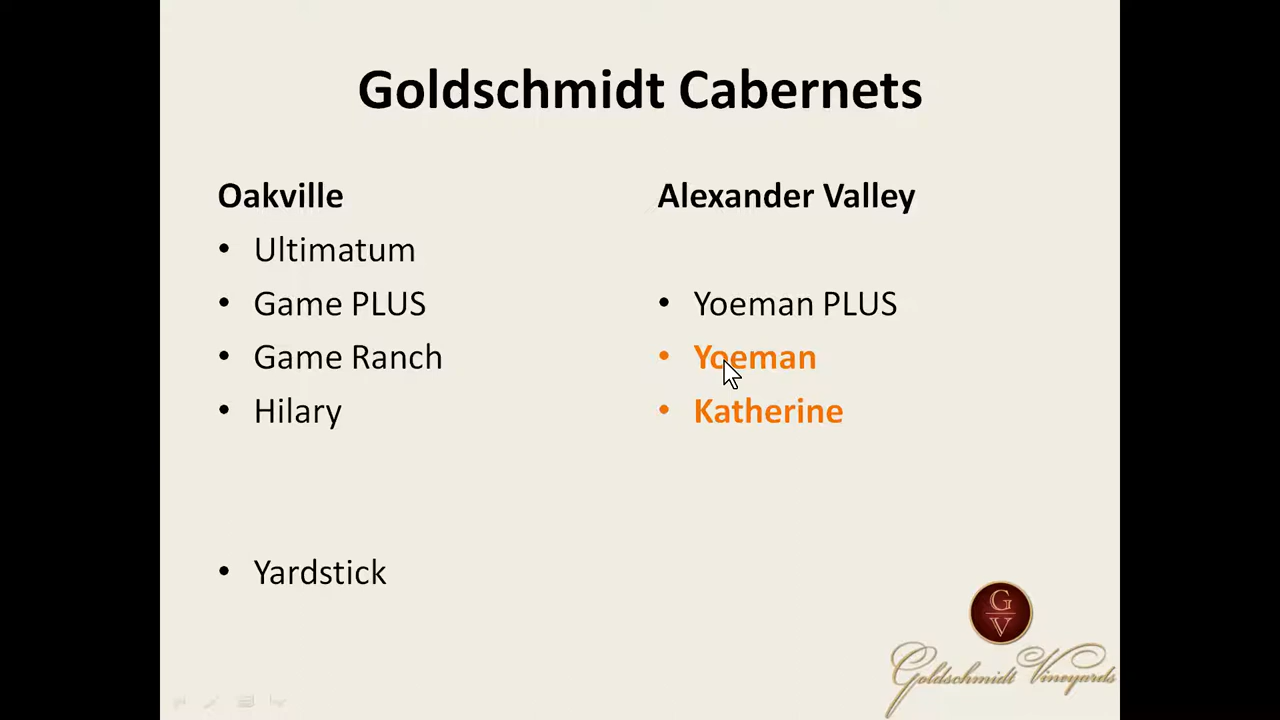 Goldschmidt Cabernets
Oakville
• Ultimatum
• Game PLUS
• Game Ranch
• Hilary
• Yardstick
Alexander Valley
• Yoeman PLUS
• Yoeman
• Katherine
G
V
Goldschmidt Vineyards